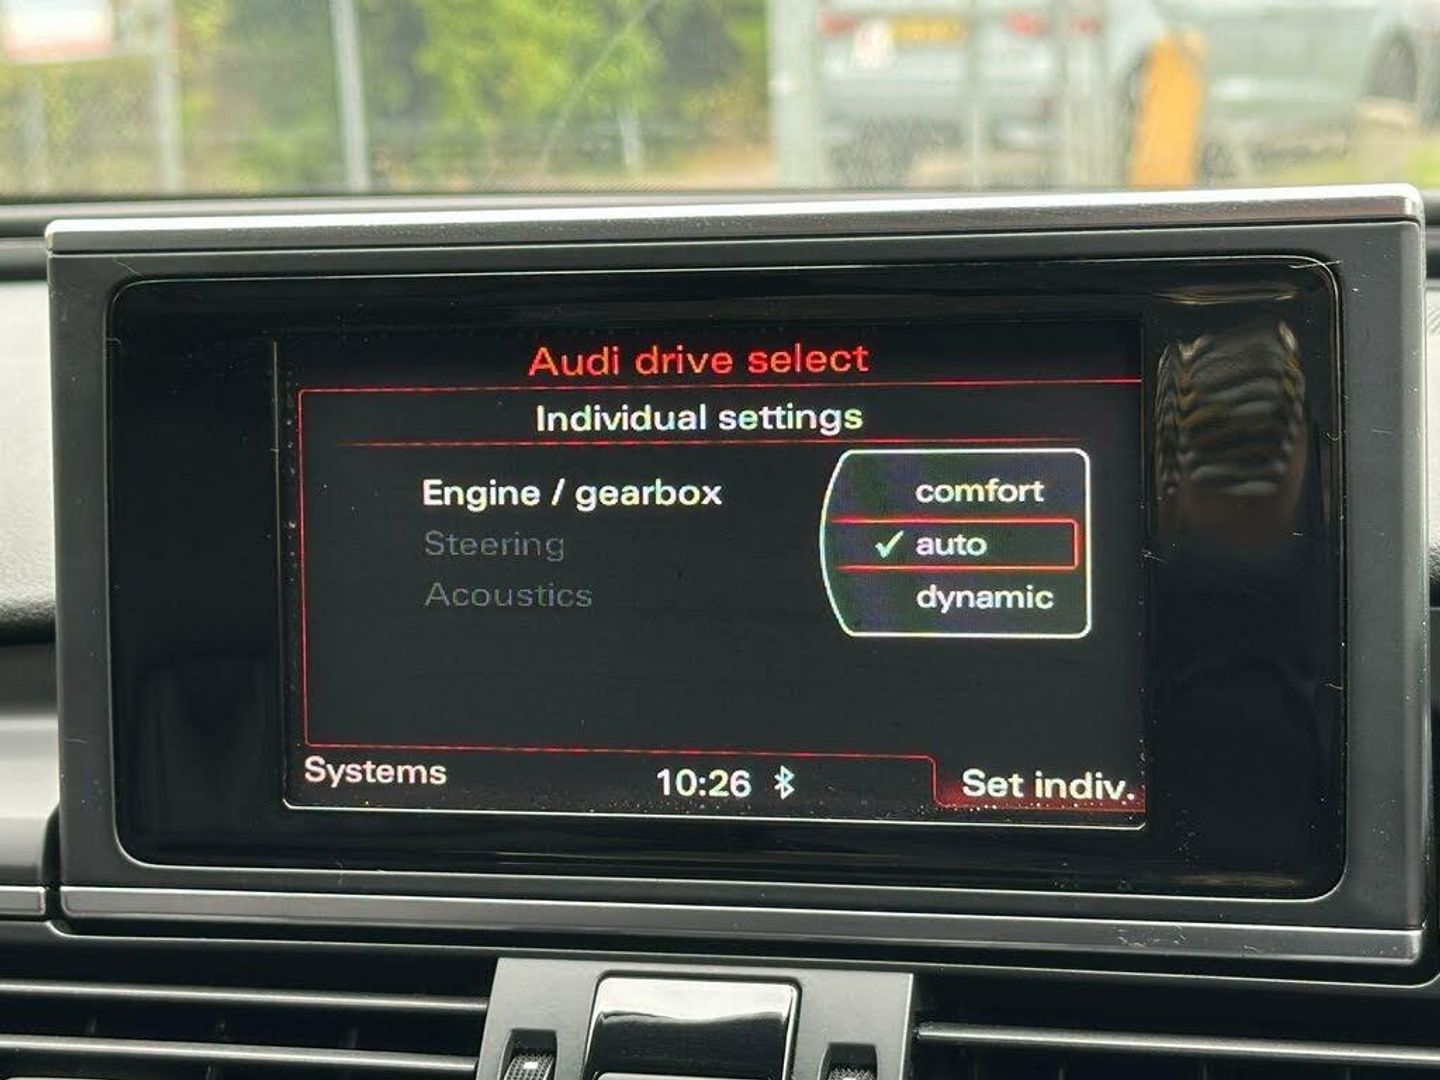 Audi drive select
Individual settings
Engine / gearbox
comfort
Steering
✓ auto
Acoustics
dynamic
Systems
10:26
Set indiv.